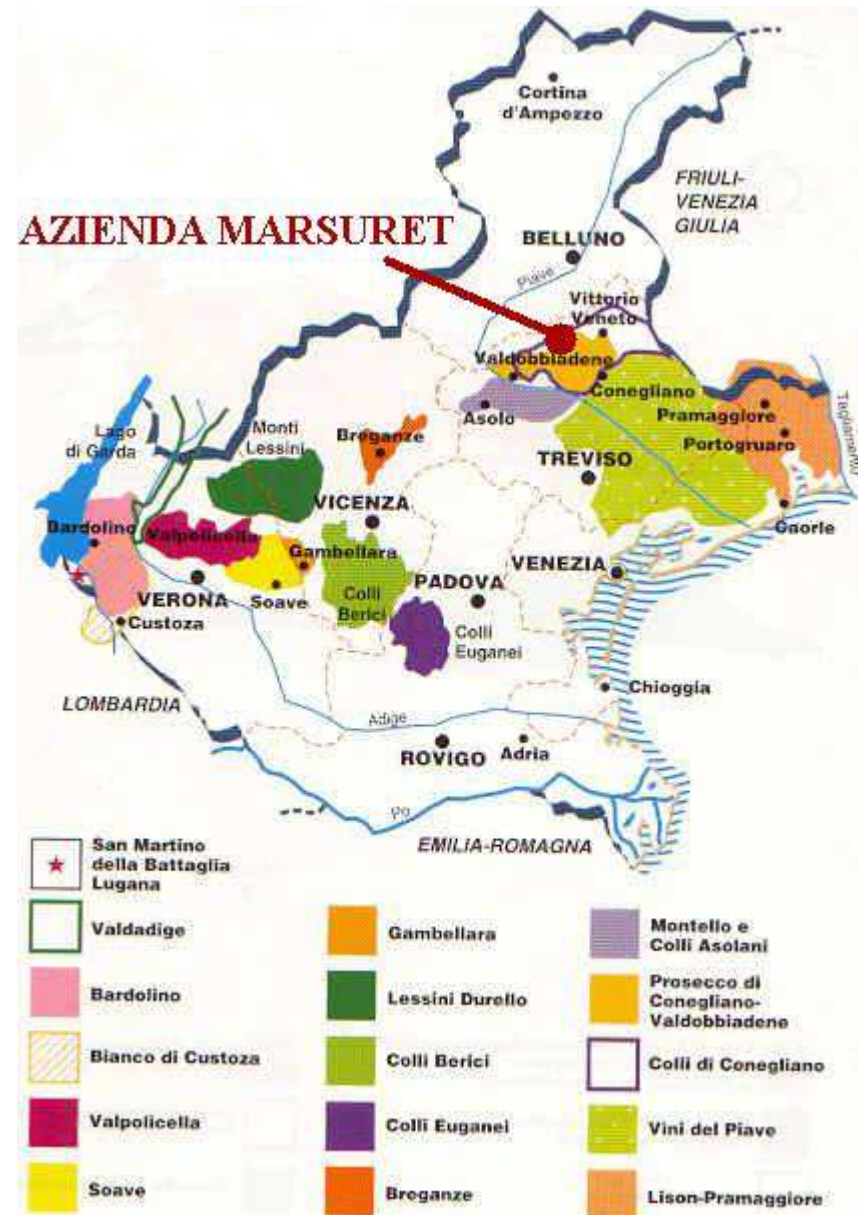 Cortina
d'Ampezzo
FRIULI-
VENEZIA
GIULIA
AZIENDA MARSURET
BELLUNO
Piave
Vittorio
Veneto
Valdobbiadene
Conegliano
Asolo
Pramaggiore
Portogruaro
Tagliamento
Lago
di Garda
Monti
Lessini
Breganze
TREVISO
VICENZA
Caorle
Bardolino
Valpolicella
Gambellara
VENEZIA
PADOVA
VERONA
Soave
Colli
Berici
Custoza
Colli
Euganei
LOMBARDIA
Chioggia
Adige
ROVIGO
Adria
Po
EMILIA-ROMAGNA
San Martino
della Battaglia
Lugana
Valdadige
Bardolino
Bianco di Custoza
Valpolicella
Soave
Gambellara
Lessini Durello
Colli Berici
Colli Euganei
Breganze
Montello e
Colli Asolani
Prosecco di
Conegliano-
Valdobbiadene
Colli di Conegliano
Vini del Piave
Lison-Pramaggiore